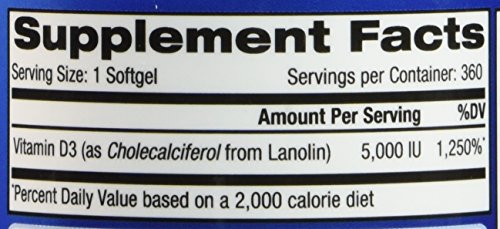 Supplement Facts
Serving Size: 1 Softgel Servings per Container: 360
Amount Per Serving %DV
Vitamin D3 (as Cholecalciferol from Lanolin) 5,000 IU 1,250%*
*Percent Daily Value based on a 2,000 calorie diet